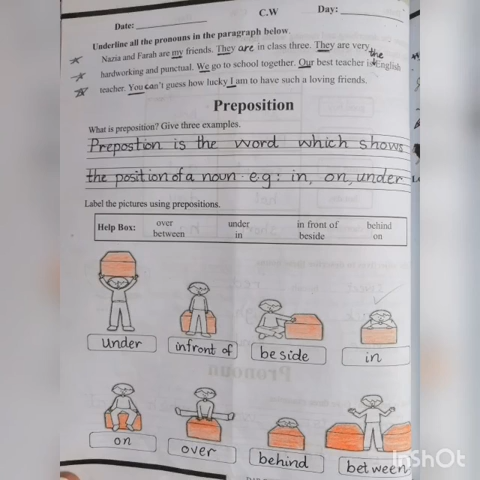 C.W
Date: Day:
Underline all the pronouns in the paragraph below.
Nazia and Farah are my friends. They are in class three. They are very
hardworking and punctual. We go to school together. Our best teacher is the English
teacher. You can't guess how lucky I am to have such a loving friends.
Preposition
What is preposition? Give three examples.
Prepostion is the word which shows
the position of a noun. e.g: in, on, under
Label the pictures using prepositions.
Help Box: over under in front of behind
between in beside on
under infront of beside in
on over behind between
InShOt